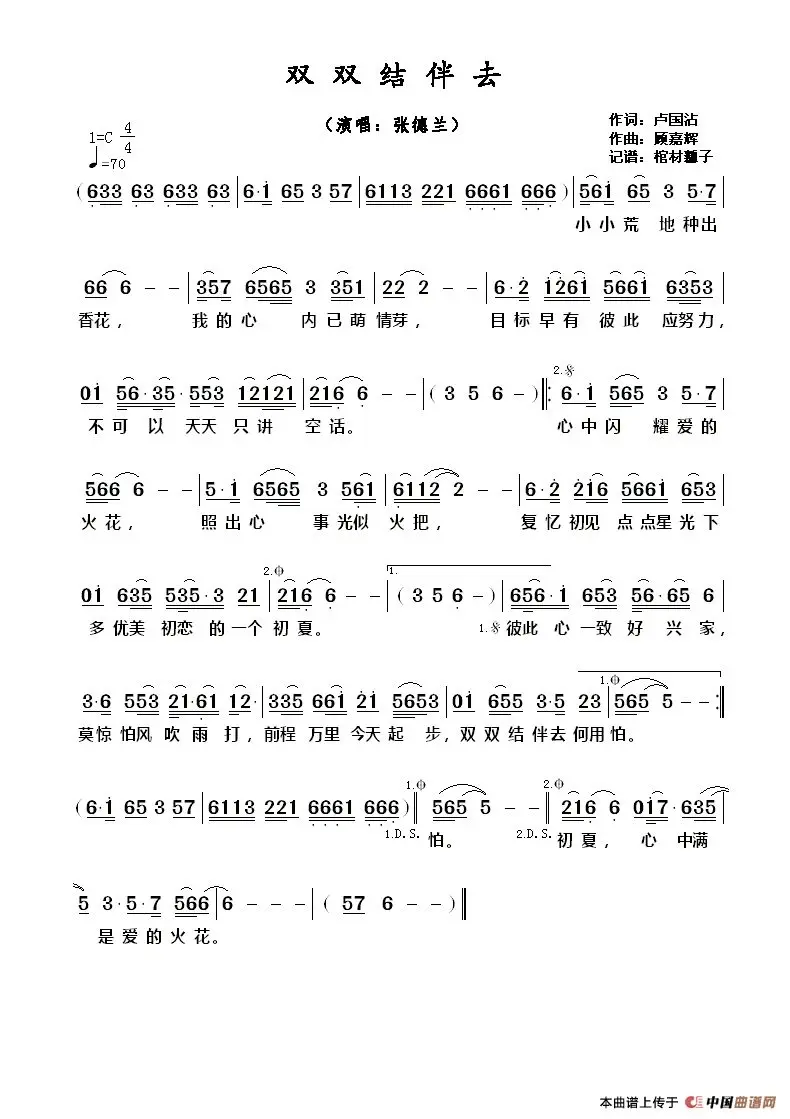 双双结伴去
（演唱：张德兰）
作词：卢国沾
作曲：顾嘉辉
记谱：棺材瓤子
1=C 4/4
♩=70
( 633 63 633 63 | 6·1 65 3 57 | 6113 221 6661 666 ) | 561 65 3 5·7
小小荒 地种出
66 6 - - | 357 6565 3 351 | 22 2 - - | 6·2 1261 5661 6353 |
香花， 我的心 内已萌 情芽， 目标早有 彼此 应努力，
2.𝄋
01 56·35·553 12121 | 216 6 - - | ( 3 5 6 - ) ‖: 6·1 565 3 5·7 |
不可以 天天只讲 空话。 心中闪 耀爱的
566 6 - - | 5·1 6565 3 561 | 6112 2 - - | 6·2 216 5661 653 |
火花， 照出心 事光似 火把， 复忆初见 点点星光下
2.𝄌 1.
01 635 535·3 21 | 216 6 - - | ( 3 5 6 - ) | 656·1 653 56·65 6 |
多优美 初恋的一个 初夏。 1.𝄋彼此心一致好兴家，
1.𝄌
3·6 553 21·61 12· | 335 661 21 5653 | 01 655 3·5 23 | 565 5 - - :‖
莫惊怕风吹雨打，前程万里今天起步，双双结伴去何用怕。
1.𝄌 2.𝄌
( 6·1 65 3 57 | 6113 221 6661 666 ) ‖ 565 5 - - ‖ 216 6 017·635 |
1.D.S. 怕。 2.D.S. 初夏， 心 中满
5 3·5·7 566 | 6 - - - | ( 57 6 - - ) ‖
是爱的火花。
本曲谱上传于 中国曲谱网